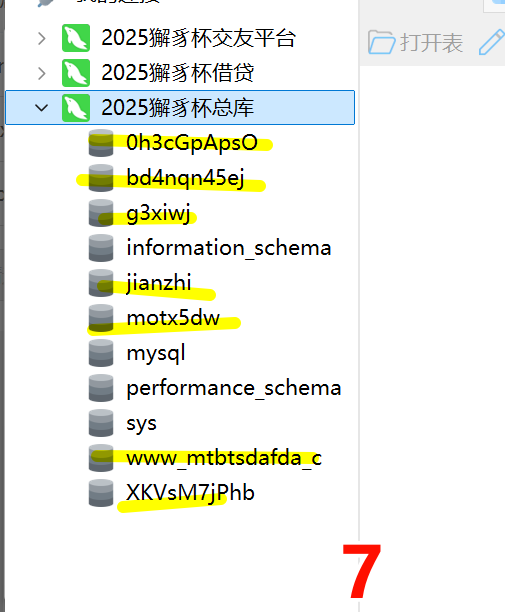 打开表
2025獬豸杯交友平台
2025獬豸杯借贷
2025獬豸杯总库
0h3cGpApsO
bd4nqn45ej
g3xiwj
information_schema
jianzhi
motx5dw
mysql
performance_schema
sys
www_mtbtsdafda_c
XKVsM7jPhb
7